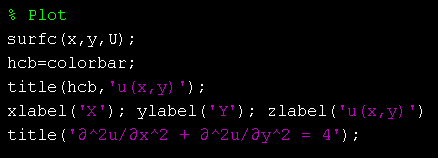 % Plot
surfc(x,y,U);
hcb=colorbar;
title(hcb,'u(x,y)');
xlabel('X'); ylabel('Y'); zlabel('u(x,y)')
title('∂^2u/∂x^2 + ∂^2u/∂y^2 = 4');